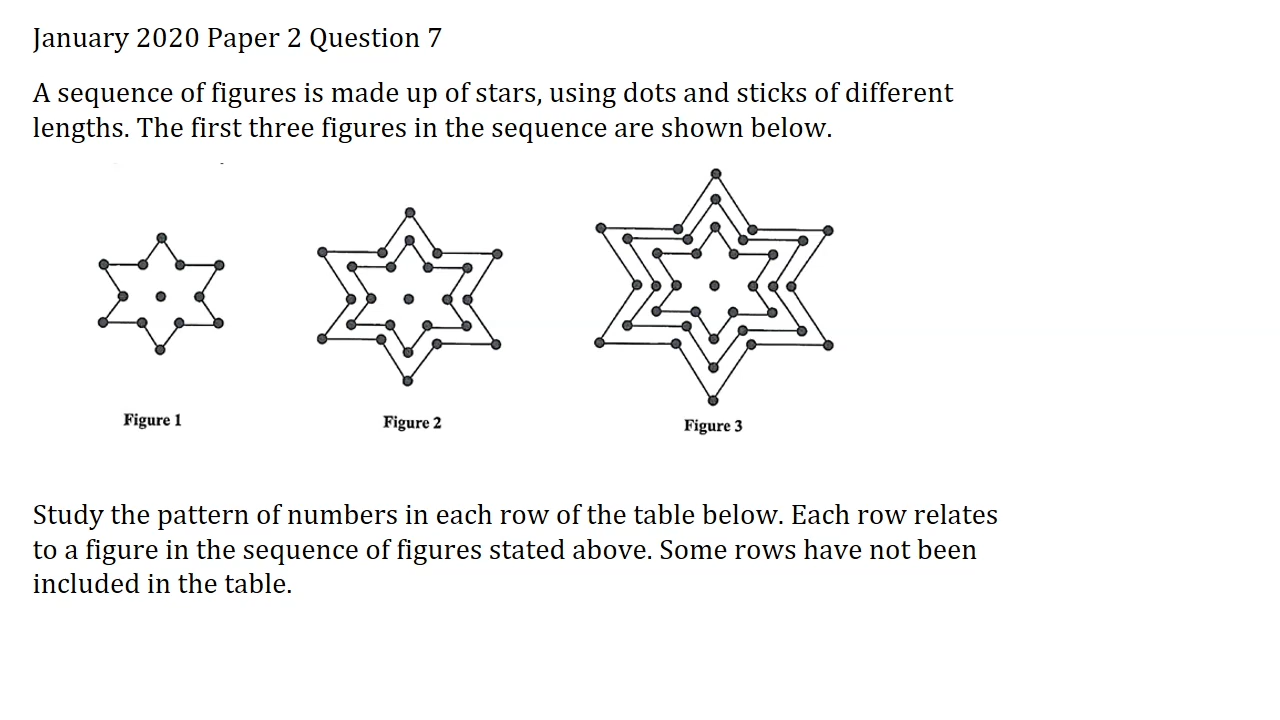 January 2020 Paper 2 Question 7
A sequence of figures is made up of stars, using dots and sticks of different
lengths. The first three figures in the sequence are shown below.
Figure 1
Figure 2
Figure 3
Study the pattern of numbers in each row of the table below. Each row relates
to a figure in the sequence of figures stated above. Some rows have not been
included in the table.